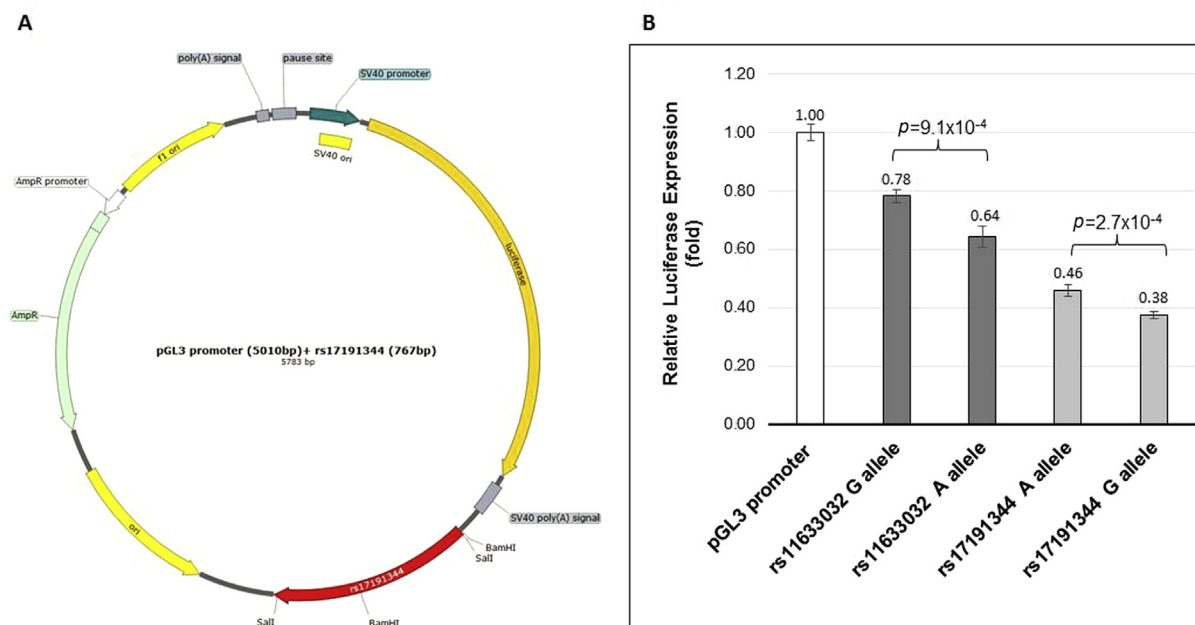 A
poly(A) signal
pause site
SV40 promoter
SV40 ori
f1 ori
AmpR promoter
luciferase
AmpR
pGL3 promoter (5010bp)+ rs17191344 (767bp)
5783 bp
ori
SV40 poly(A) signal
BamHI
SalI
rs17191344
SalI
BamHI
B
Relative Luciferase Expression
(fold)
1.20
1.00
0.80
0.60
0.40
0.20
0.00
1.00
0.78
0.64
0.46
0.38
p=9.1x10-4
p=2.7x10-4
pGL3 promoter
rs11633032 G allele
rs11633032 A allele
rs17191344 A allele
rs17191344 G allele